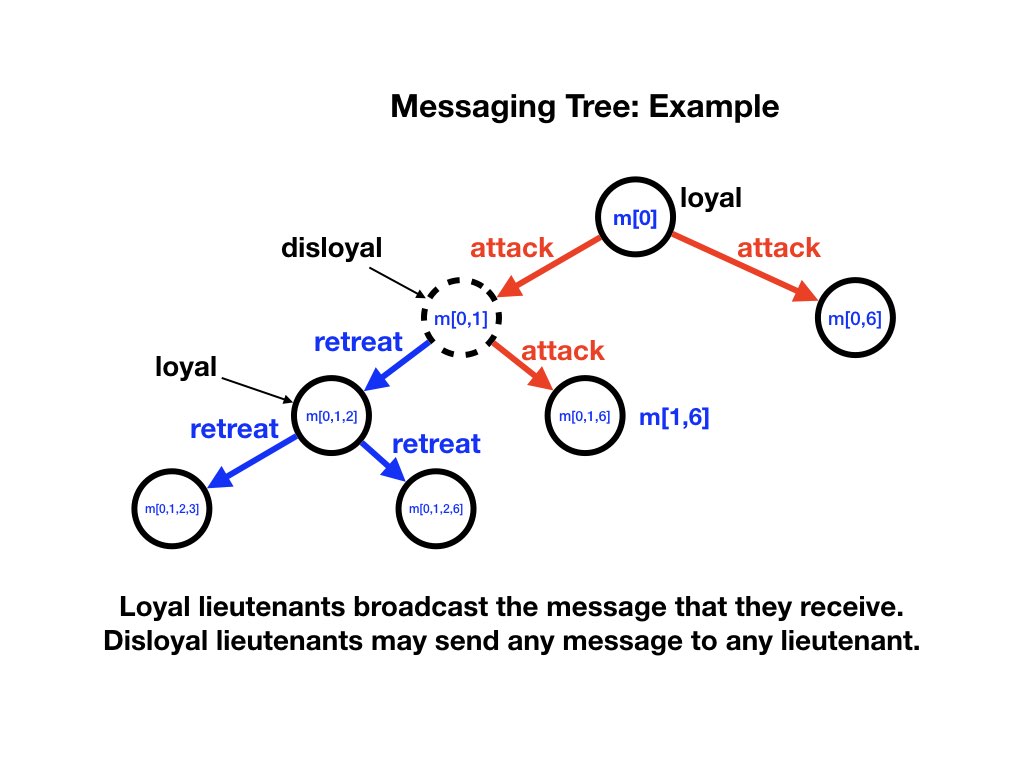 Messaging Tree: Example
m[0]
loyal
disloyal
attack
attack
m[0,1]
m[0,6]
retreat
attack
loyal
m[0,1,2]
m[0,1,6]
m[1,6]
retreat
retreat
m[0,1,2,3]
m[0,1,2,6]
Loyal lieutenants broadcast the message that they receive.
Disloyal lieutenants may send any message to any lieutenant.